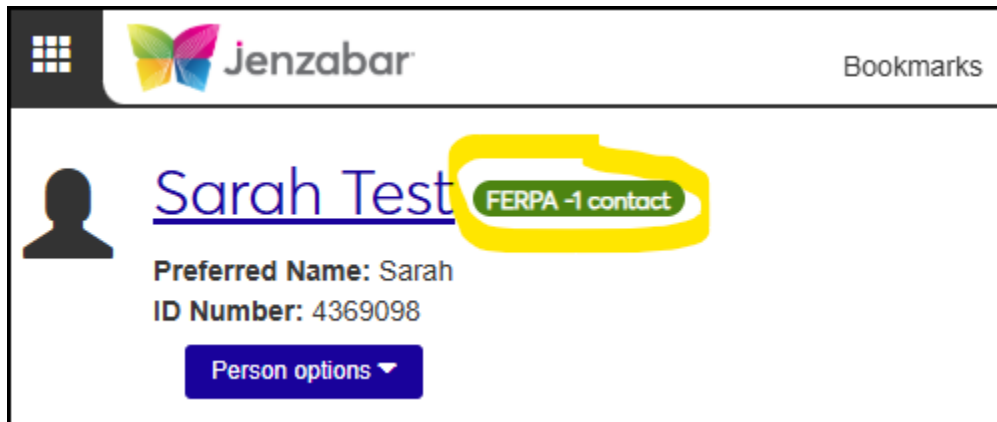 jenzabar
Bookmarks
Sarah Test FERPA -1 contact
Preferred Name: Sarah
ID Number: 4369098
Person options